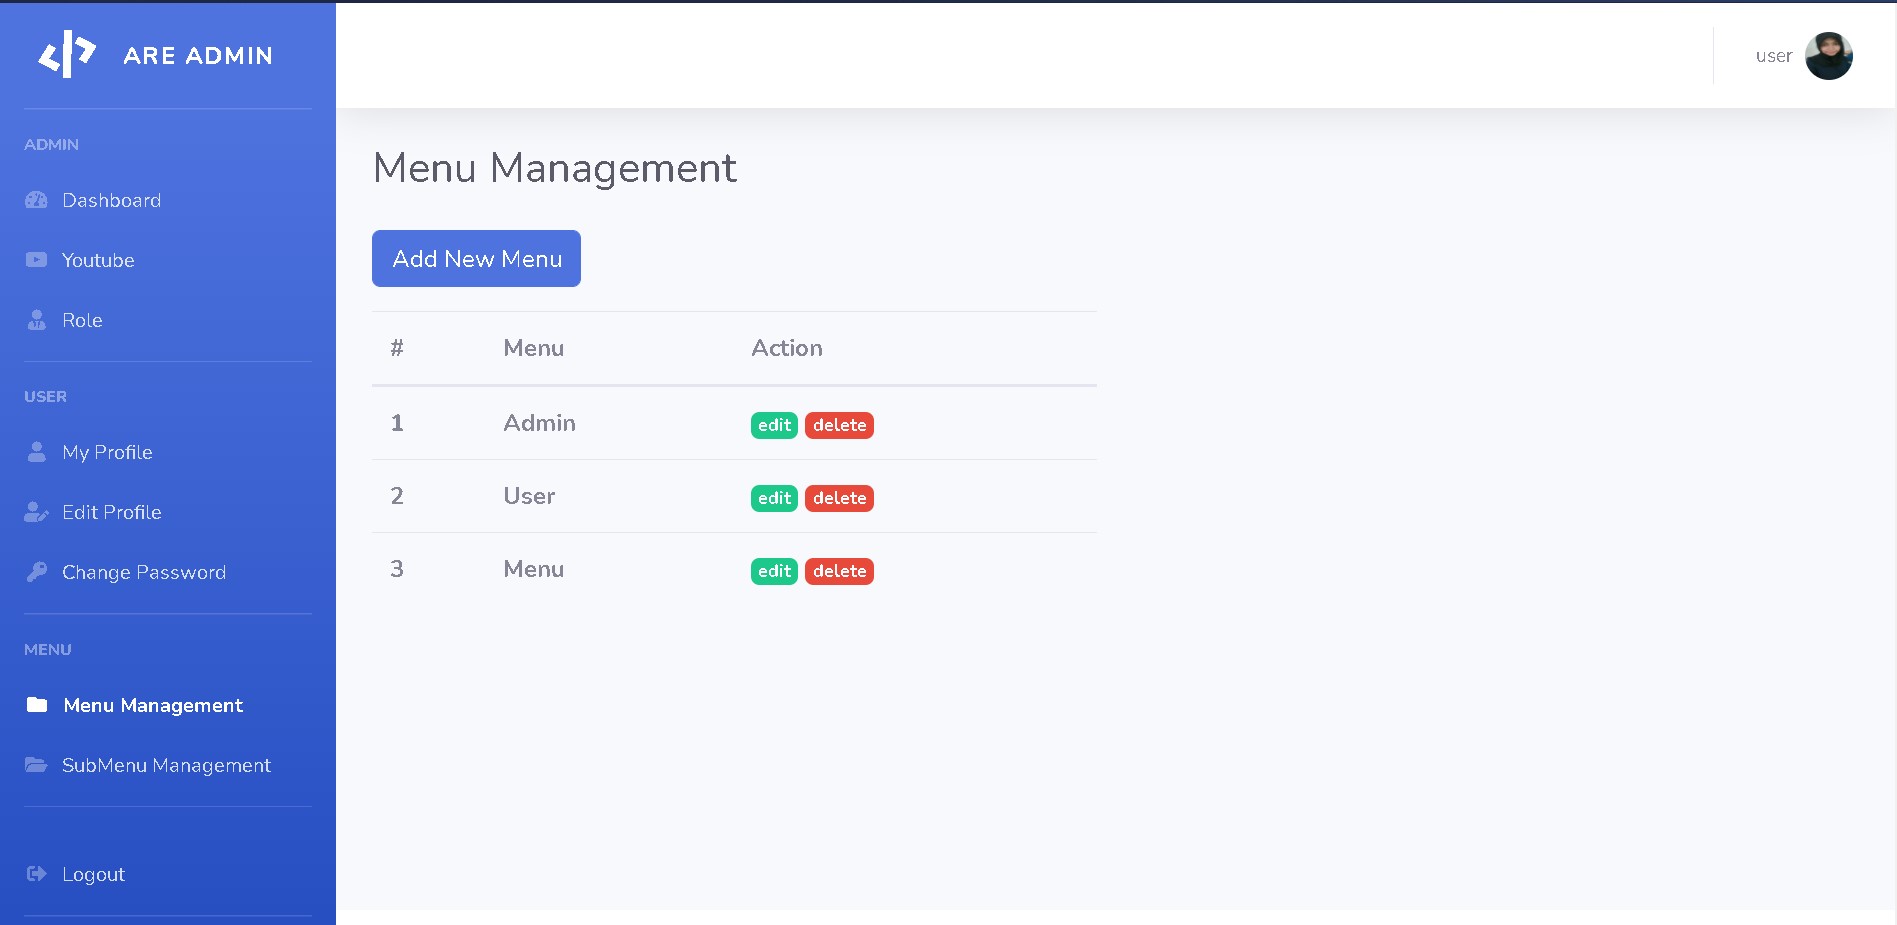 ARE ADMIN
user
ADMIN
Dashboard
Youtube
Role
USER
My Profile
Edit Profile
Change Password
MENU
Menu Management
SubMenu Management
Logout
Menu Management
Add New Menu
# Menu Action
1 Admin edit delete
2 User edit delete
3 Menu edit delete